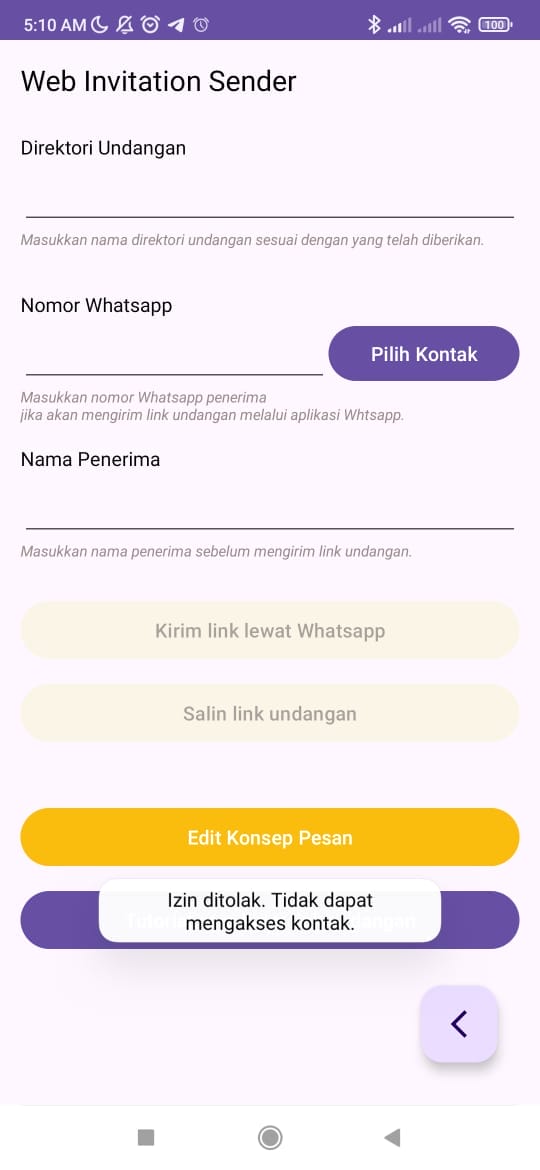 5:10 AM
100
Web Invitation Sender
Direktori Undangan
Masukkan nama direktori undangan sesuai dengan yang telah diberikan.
Nomor Whatsapp
Pilih Kontak
Masukkan nomor Whatsapp penerima
jika akan mengirim link undangan melalui aplikasi Whtsapp.
Nama Penerima
Masukkan nama penerima sebelum mengirim link undangan.
Kirim link lewat Whatsapp
Salin link undangan
Edit Konsep Pesan
Izin ditolak. Tidak dapat
mengakses kontak.